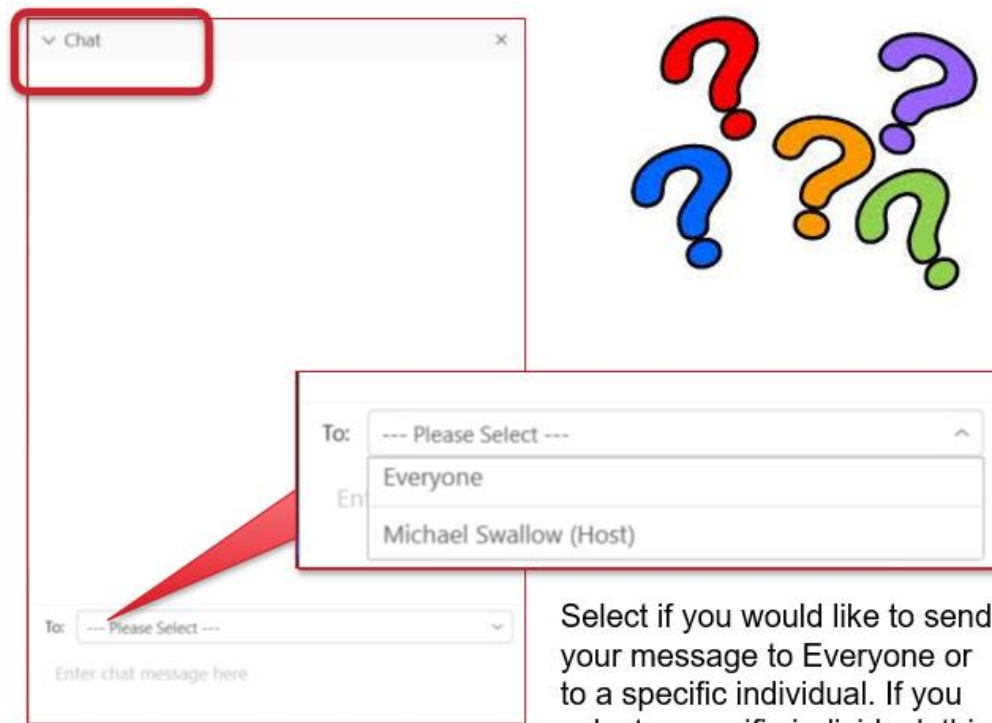 Chat
To: --- Please Select ---
Everyone
Michael Swallow (Host)
To: --- Please Select ---
Enter chat message here
Select if you would like to send
your message to Everyone or
to a specific individual. If you